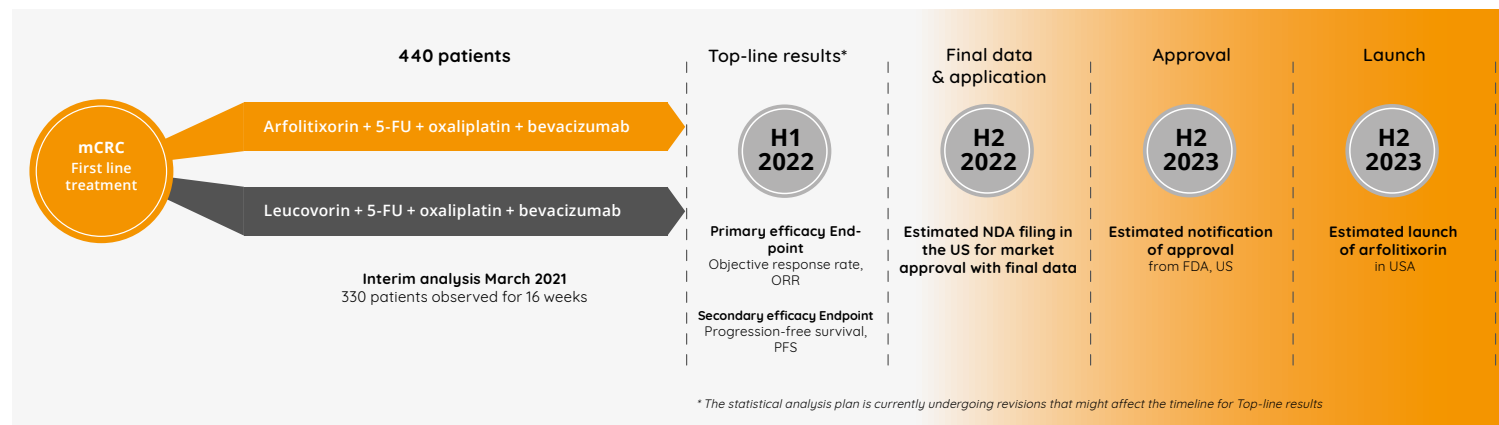 440 patients
mCRC
First line
treatment
Arfolitixorin + 5-FU + oxaliplatin + bevacizumab
Leucovorin + 5-FU + oxaliplatin + bevacizumab
Interim analysis March 2021
330 patients observed for 16 weeks
Top-line results*
H1
2022
Primary efficacy End-
point
Objective response rate,
ORR
Secondary efficacy Endpoint
Progression-free survival,
PFS
Final data
& application
H2
2022
Estimated NDA filing in
the US for market
approval with final data
Approval
H2
2023
Estimated notification
of approval
from FDA, US
Launch
H2
2023
Estimated launch
of arfolitixorin
in USA
* The statistical analysis plan is currently undergoing revisions that might affect the timeline for Top-line results